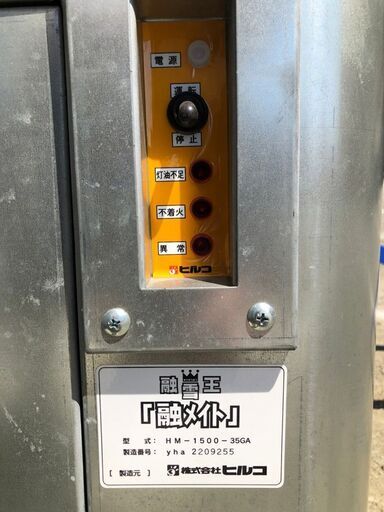 電源
運転
停止
灯油不足
不着火
異常
ヒルコ
融雪王
「融メイト」
型 式: HM-1500-35GA
製造番号: yha 2209255
[ 製造元 ] 株式会社ヒルコ